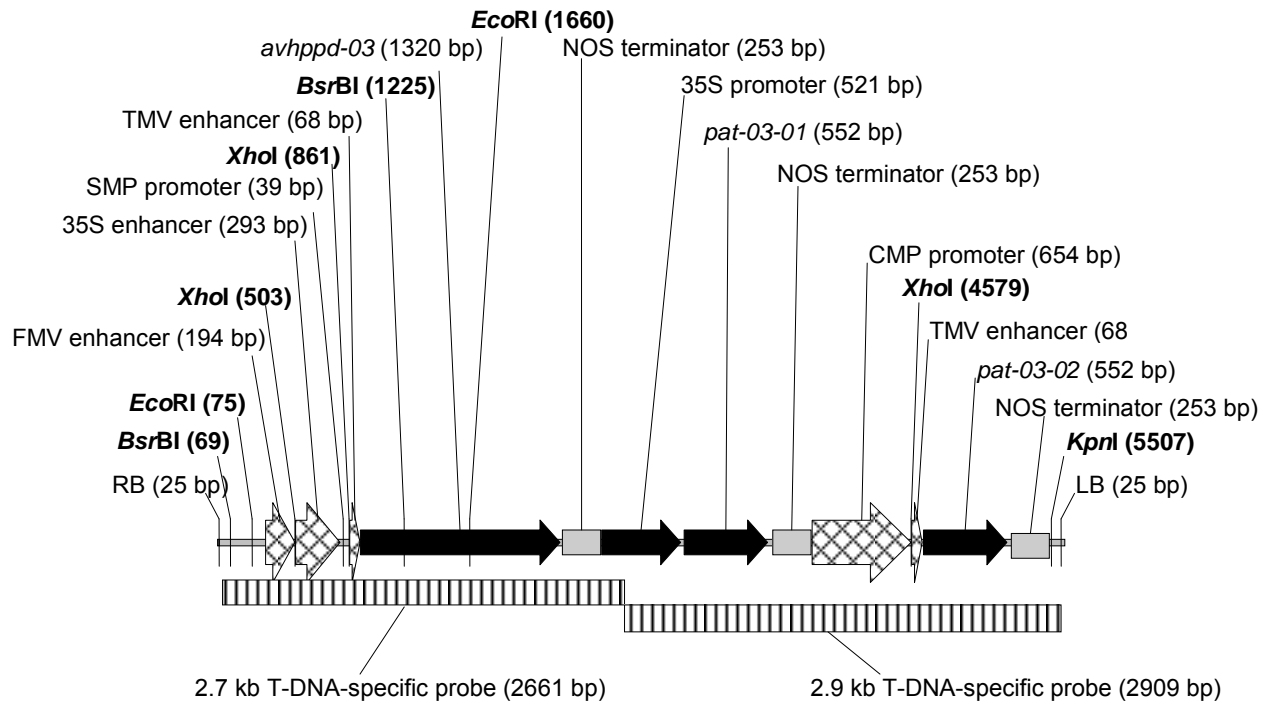 EcoRI (1660)
avhppd-03 (1320 bp)
NOS terminator (253 bp)
BsrBI (1225)
35S promoter (521 bp)
TMV enhancer (68 bp)
pat-03-01 (552 bp)
XhoI (861)
NOS terminator (253 bp)
SMP promoter (39 bp)
35S enhancer (293 bp)
CMP promoter (654 bp)
XhoI (503)
XhoI (4579)
FMV enhancer (194 bp)
TMV enhancer (68
pat-03-02 (552 bp)
EcoRI (75)
NOS terminator (253 bp)
BsrBI (69)
KpnI (5507)
RB (25 bp)
LB (25 bp)
2.7 kb T-DNA-specific probe (2661 bp)
2.9 kb T-DNA-specific probe (2909 bp)